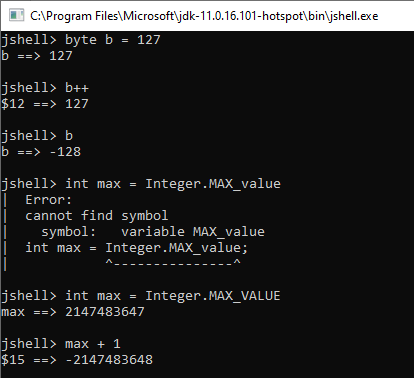 C:\Program Files\Microsoft\jdk-11.0.16.101-hotspot\bin\jshell.exe
jshell> byte b = 127
b ==> 127
jshell> b++
$12 ==> 127
jshell> b
b ==> -128
jshell> int max = Integer.MAX_value
|  Error:
|  cannot find symbol
|    symbol:   variable MAX_value
|  int max = Integer.MAX_value;
|            ^---------------^
jshell> int max = Integer.MAX_VALUE
max ==> 2147483647
jshell> max + 1
$15 ==> -2147483648